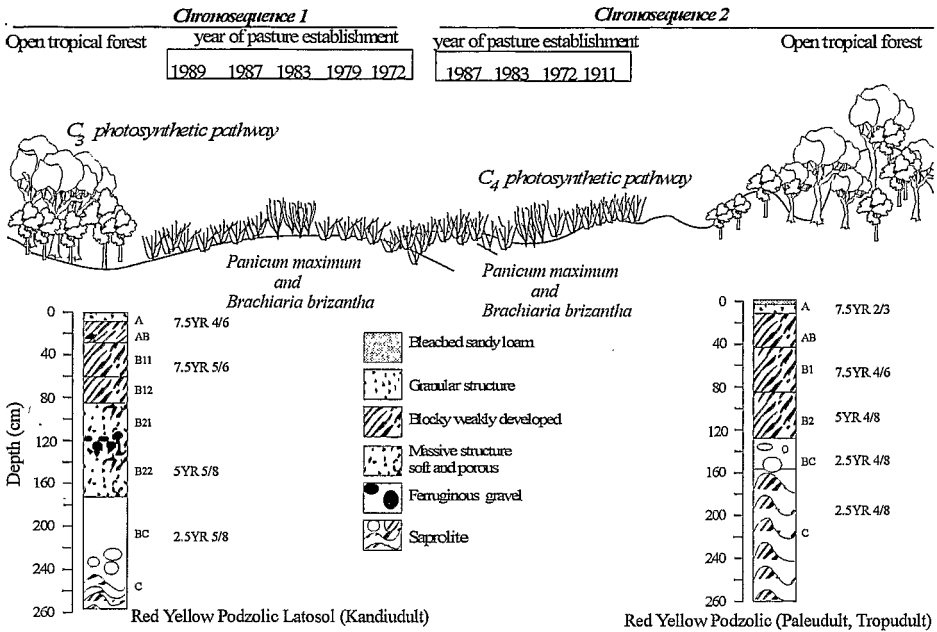 Chronosequence 1
Chronosequence 2
Open tropical forest
year of pasture establishment
year of pasture establishment
Open tropical forest
1989 1987 1983 1979 1972
1987 1983 1972 1911
C3 photosynthetic pathway
C4 photosynthetic pathway
Panicum maximum
and
Brachiaria brizantha
Panicum maximum
and
Brachiaria brizantha
Depth (cm)
0
40
80
120
160
200
240
260
A
AB
B11
B12
B21
B22
BC
C
7.5YR 4/6
7.5YR 5/6
5YR 5/8
2.5YR 5/8
Bleached sandy loam
Granular structure
Blocky weakly developed
Massive structure
soft and porous
Ferruginous gravel
Saprolite
0
40
80
120
160
200
240
260
A
AB
B1
B2
BC
C
7.5YR 2/3
7.5YR 4/6
5YR 4/8
2.5YR 4/8
2.5YR 4/8
Red Yellow Podzolic Latosol (Kandiudult)
Red Yellow Podzolic (Paleudult, Tropudult)